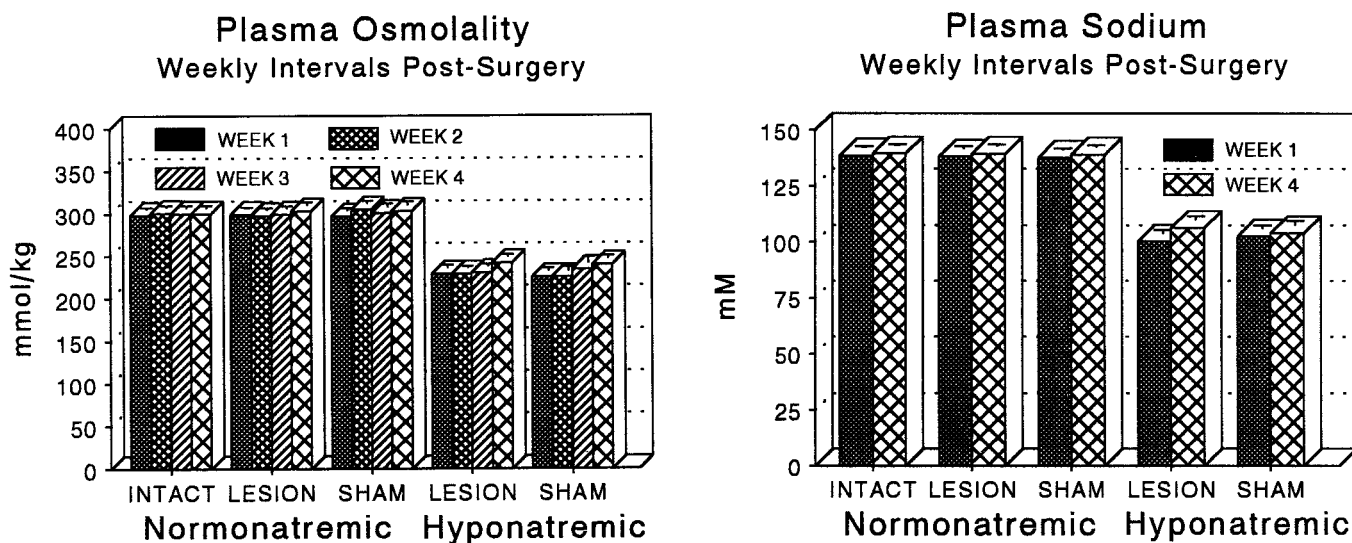 Plasma Osmolality
Weekly Intervals Post-Surgery
400
350
300
250
200
150
100
50
0
mmol/kg
WEEK 1
WEEK 2
WEEK 3
WEEK 4
INTACT LESION SHAM LESION SHAM
Normonatremic Hyponatremic
Plasma Sodium
Weekly Intervals Post-Surgery
150
125
100
75
50
25
0
mM
WEEK 1
WEEK 4
INTACT LESION SHAM LESION SHAM
Normonatremic Hyponatremic